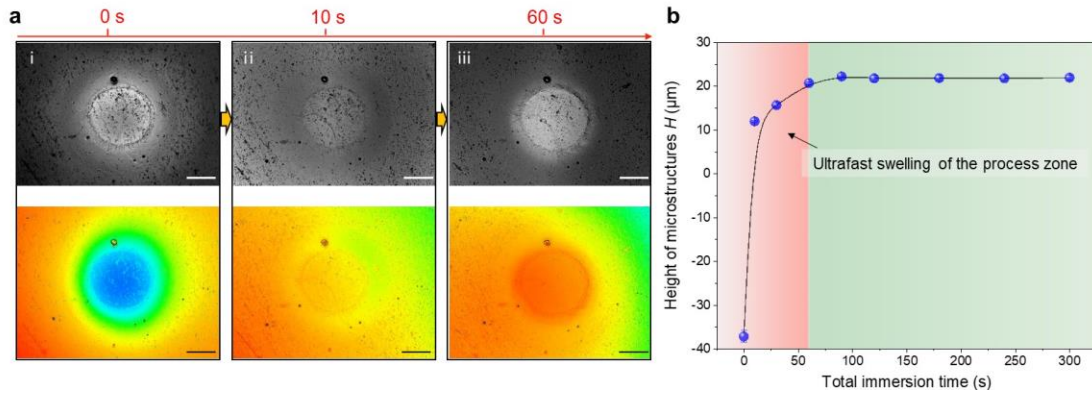 a
0 s
10 s
60 s
i
ii
iii
b
30
20
10
0
-10
-20
-30
-40
Height of microstructures H (µm)
Ultrafast swelling of the process zone
0
50
100
150
200
250
300
Total immersion time (s)